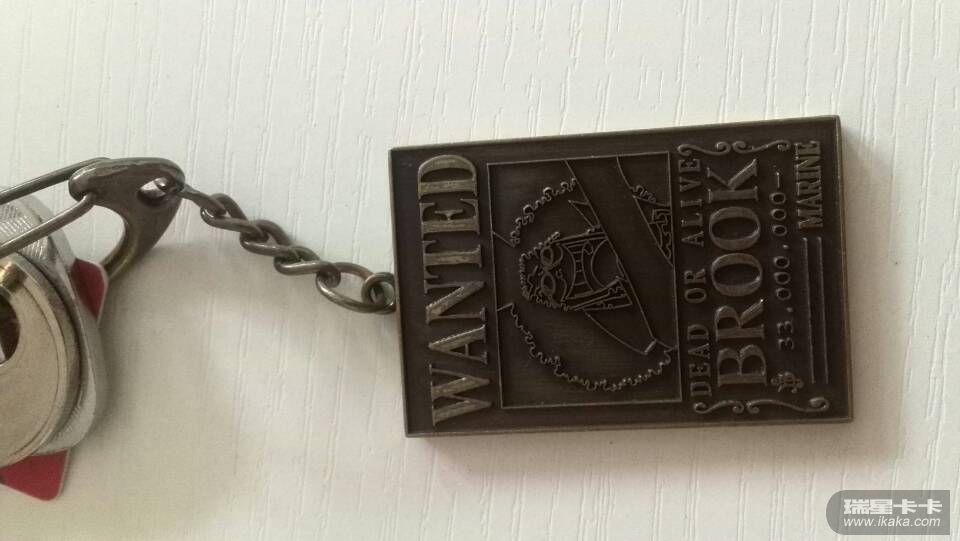 WANTED
DEAD OR ALIVE
BROOK
฿ 33.000.000-
MARINE
瑞星卡卡
www.ikaka.com